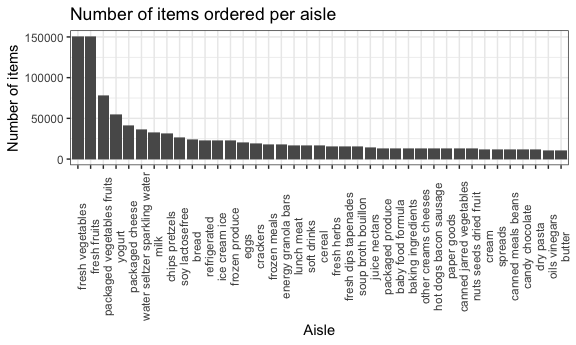 Number of items ordered per aisle
Number of items
150000
100000
50000
0
fresh vegetables
fresh fruits
packaged vegetables fruits
yogurt
packaged cheese
water seltzer sparkling water
milk
chips pretzels
soy lactosefree
bread
refrigerated
ice cream ice
frozen produce
eggs
crackers
frozen meals
energy granola bars
lunch meat
soft drinks
cereal
fresh herbs
fresh dips tapenades
soup broth bouillon
juice nectars
packaged produce
baby food formula
baking ingredients
other creams cheeses
hot dogs bacon sausage
paper goods
canned jarred vegetables
nuts seeds dried fruit
cream
spreads
canned meals beans
candy chocolate
dry pasta
oils vinegars
butter
Aisle